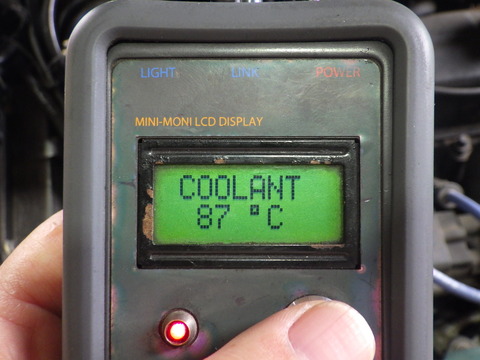 LIGHT LINK POWER
MINI-MONI LCD DISPLAY
COOLANT
87 °C